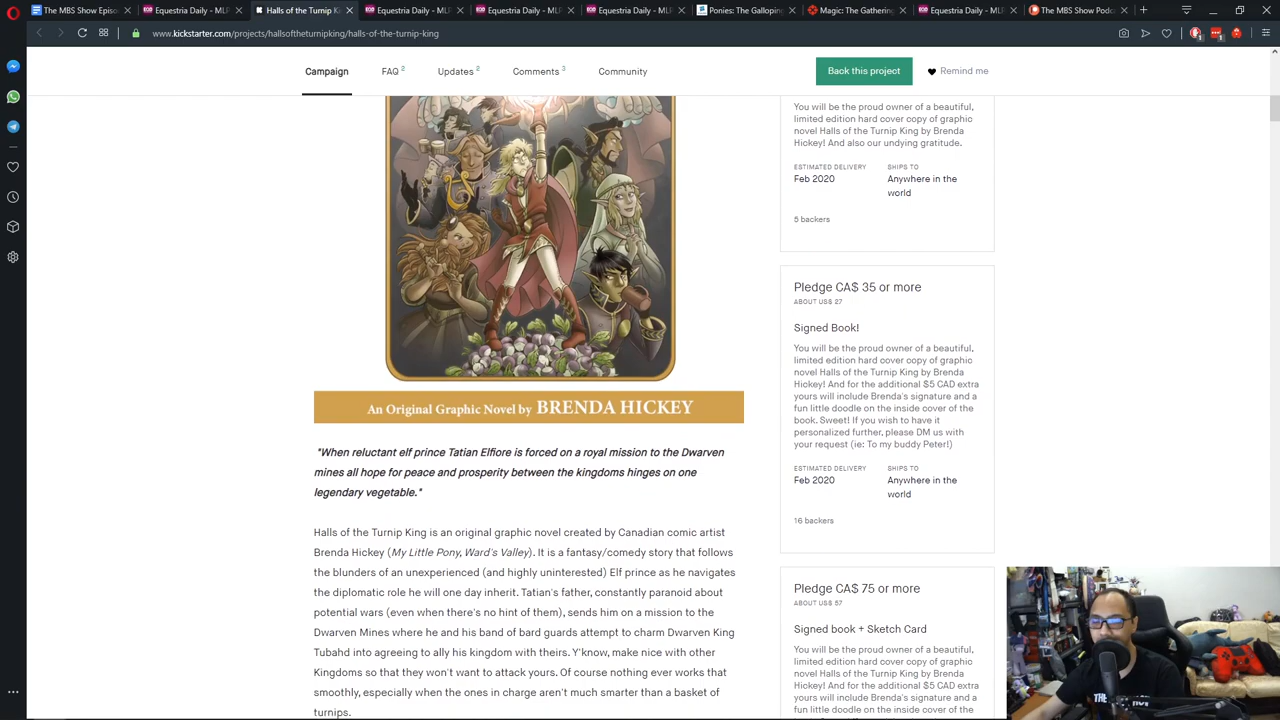 The MBS Show Episo
Equestria Daily - MLP
Halls of the Turnip K
Equestria Daily - MLP
Equestria Daily - MLP
Equestria Daily - MLP
Ponies The Galloping
Magic: The Gathering
Equestria Daily - MLP
The MBS Show Podc
www.kickstarter.com/projects/hallsoftheturnipking/halls-of-the-turnip-king
Campaign
FAQ 2
Updates 2
Comments 3
Community
Back this project
Remind me
An Original Graphic Novel by BRENDA HICKEY
"When reluctant elf prince Tatian Elfiore is forced on a royal mission to the Dwarven
mines all hope for peace and prosperity between the kingdoms hinges on one
legendary vegetable."
Halls of the Turnip King is an original graphic novel created by Canadian comic artist
Brenda Hickey (My Little Pony, Ward's Valley). It is a fantasy/comedy story that follows
the blunders of an unexperienced (and highly uninterested) Elf prince as he navigates
the diplomatic role he will one day inherit. Tatian's father, constantly paranoid about
potential wars (even when there's no hint of them), sends him on a mission to the
Dwarven Mines where he and his band of bard guards attempt to charm Dwarven King
Tubahd into agreeing to ally his kingdom with theirs. Y'know, make nice with other
Kingdoms so that they won't want to attack yours. Of course nothing ever works that
smoothly, especially when the ones in charge aren't much smarter than a basket of
turnips.
You will be the proud owner of a beautiful,
limited edition hard cover copy of graphic
novel Halls of the Turnip King by Brenda
Hickey! And also our undying gratitude.
ESTIMATED DELIVERY
Feb 2020
SHIPS TO
Anywhere in the
world
5 backers
Pledge CA$ 35 or more
ABOUT US$ 27
Signed Book!
You will be the proud owner of a beautiful,
limited edition hard cover copy of graphic
novel Halls of the Turnip King by Brenda
Hickey! And for the additional $5 CAD extra
yours will include Brenda's signature and a
fun little doodle on the inside cover of the
book. Sweet! If you wish to have it
personalized further, please DM us with
your request (ie: To my buddy Peter!)
ESTIMATED DELIVERY
Feb 2020
SHIPS TO
Anywhere in the
world
16 backers
Pledge CA$ 75 or more
ABOUT US$ 57
Signed book + Sketch Card
You will be the proud owner of a beautiful,
limited edition hard cover copy of graphic
novel Halls of the Turnip King by Brenda
Hickey! And for the additional $5 CAD extra
yours will include Brenda's signature and a
fun little doodle on the inside cover of the
THE